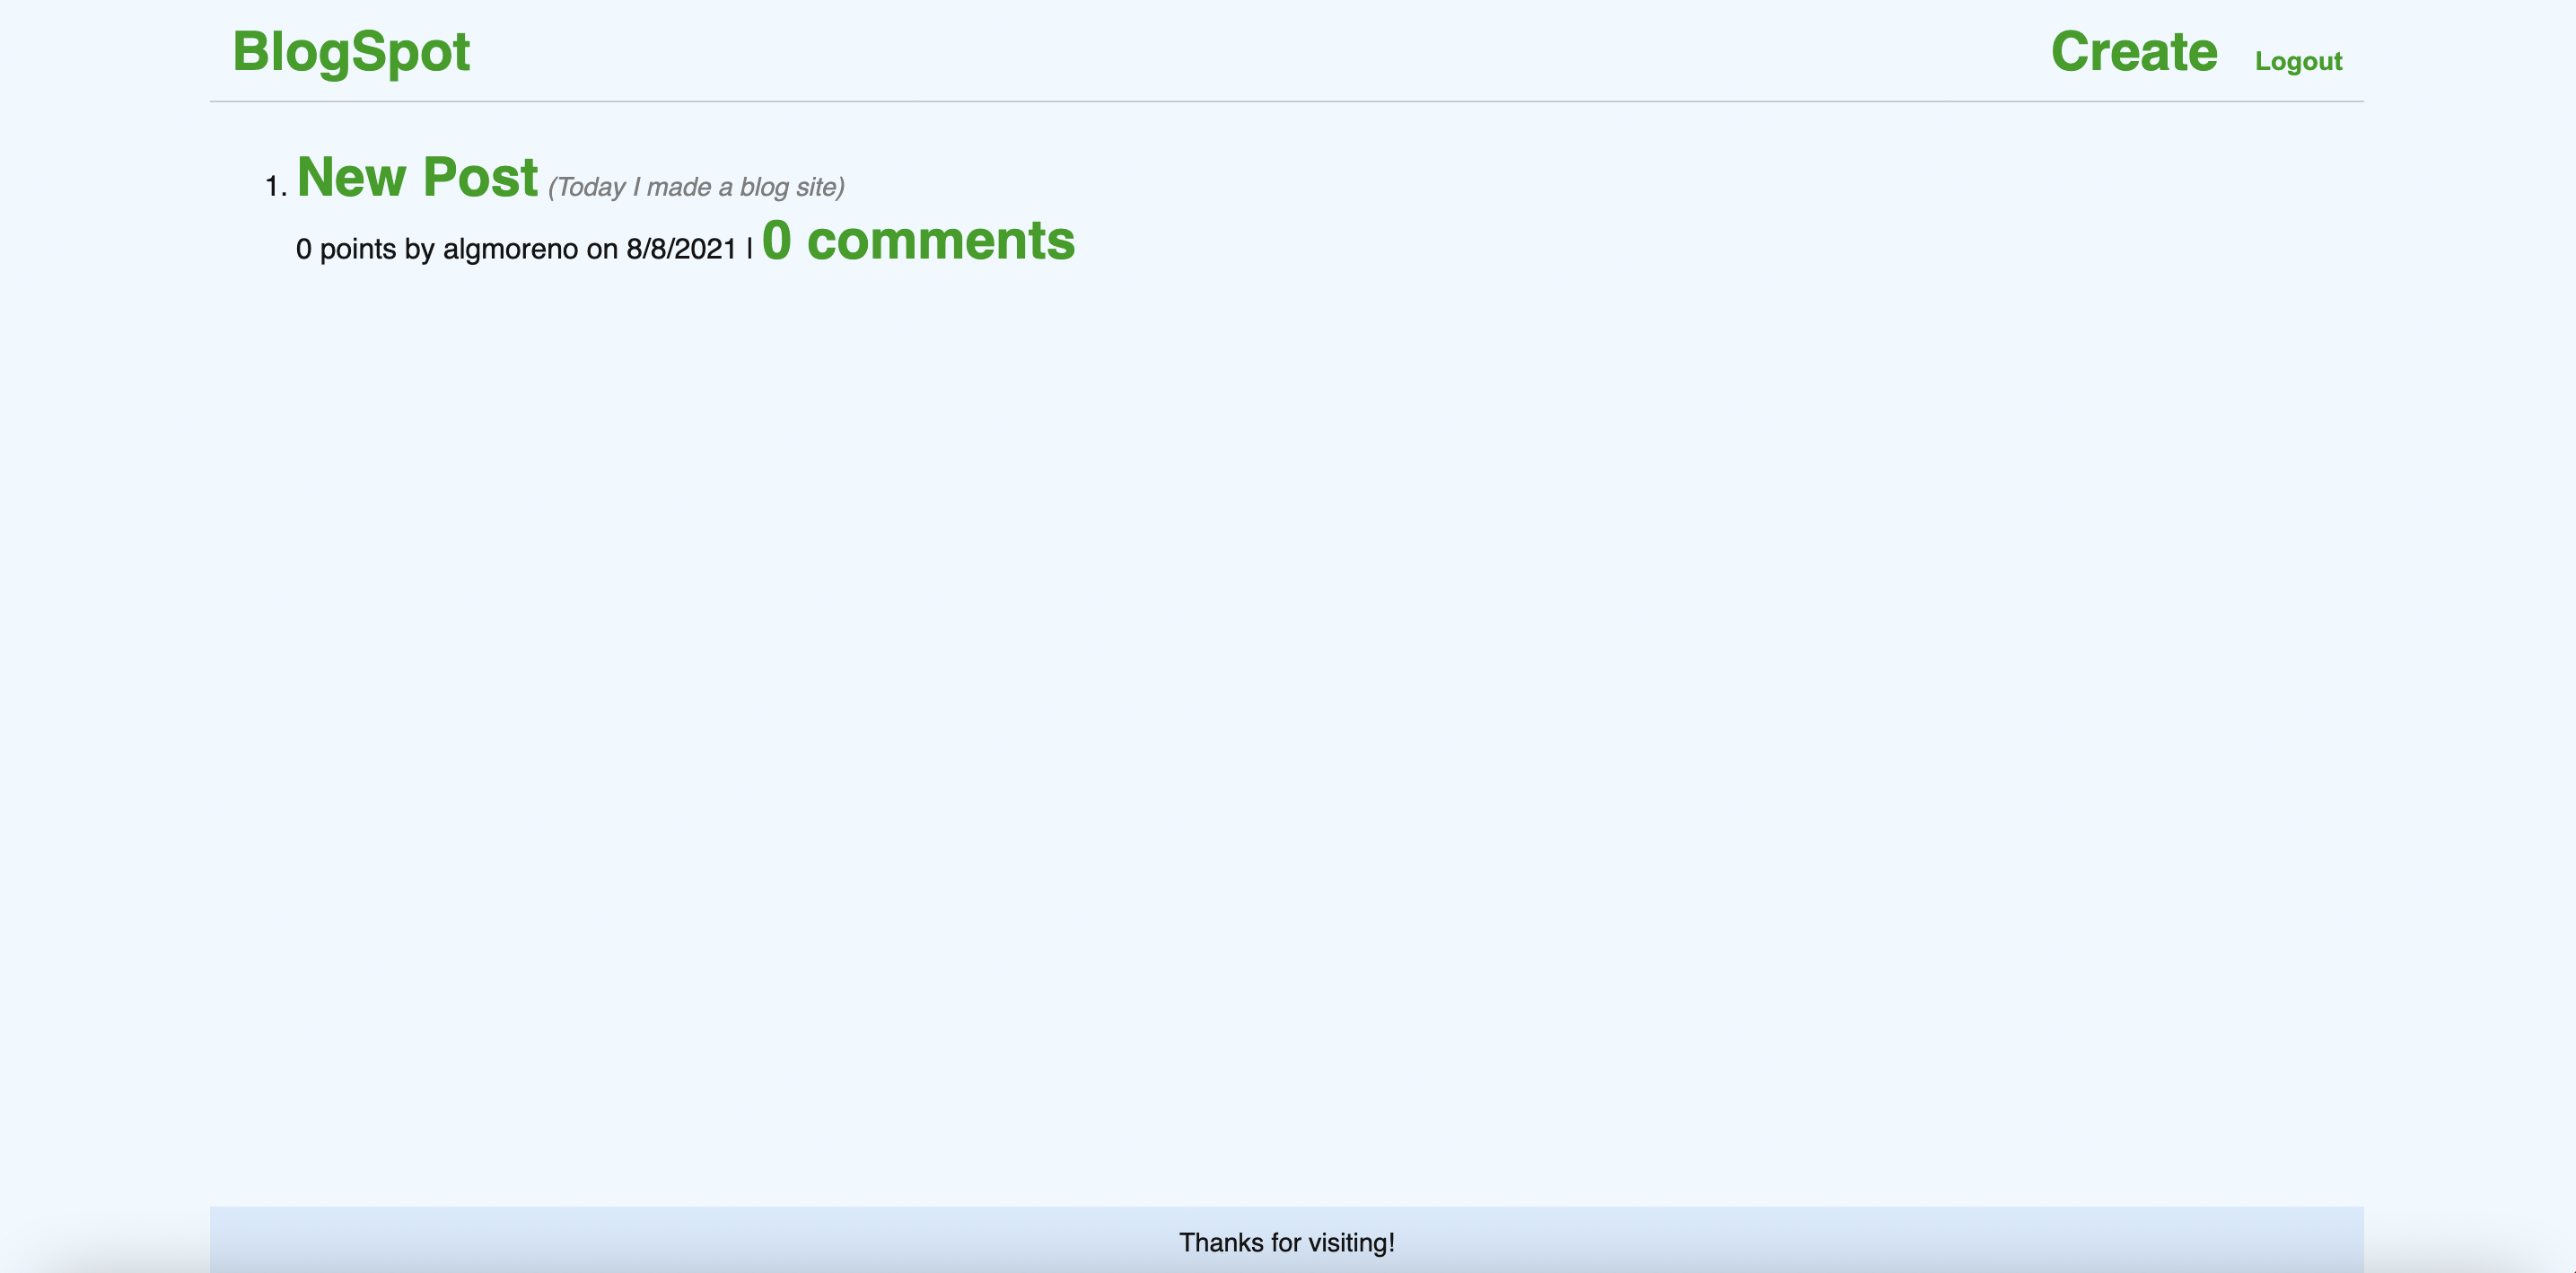 BlogSpot Create Logout
1. New Post (Today I made a blog site)
0 points by algmoreno on 8/8/2021 | 0 comments
Thanks for visiting!